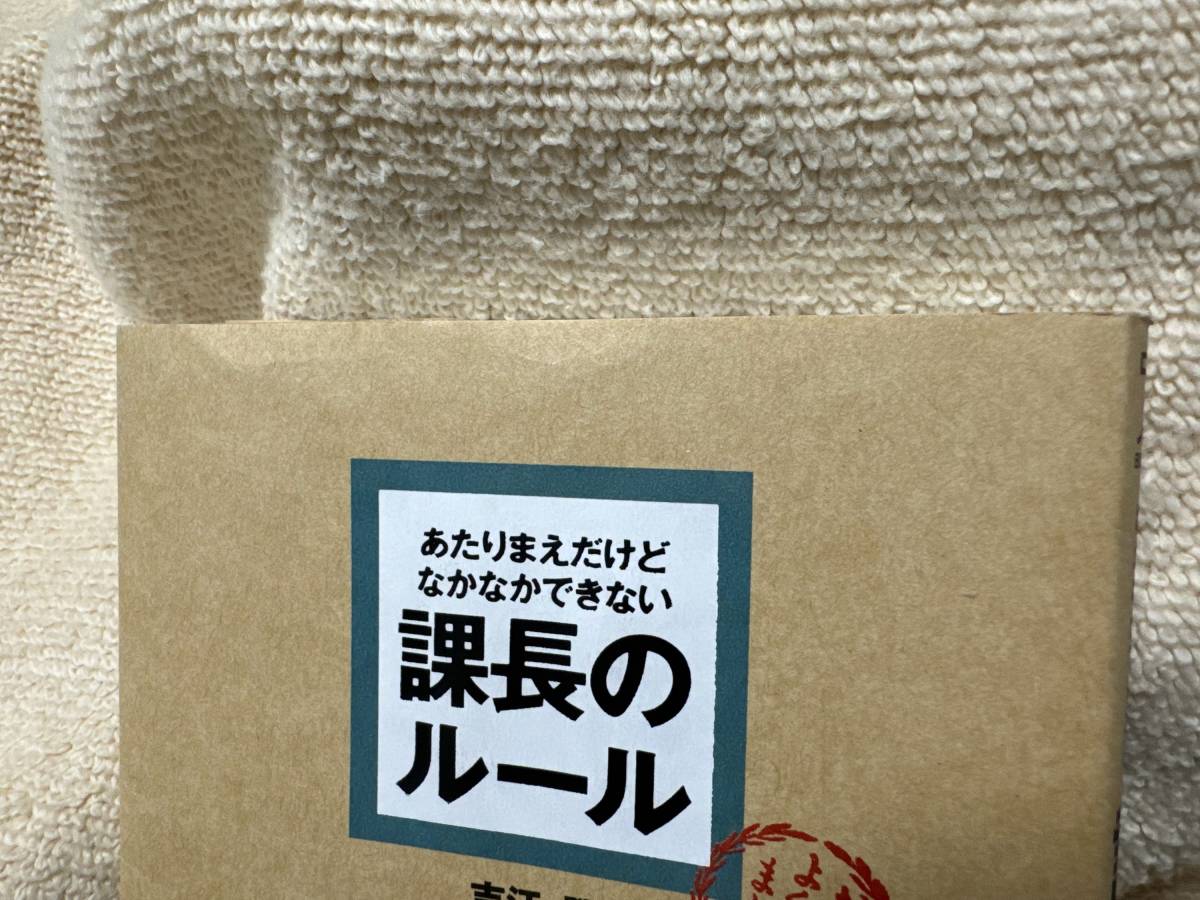 あたりまえだけど
なかなかできない
課長の
ルール